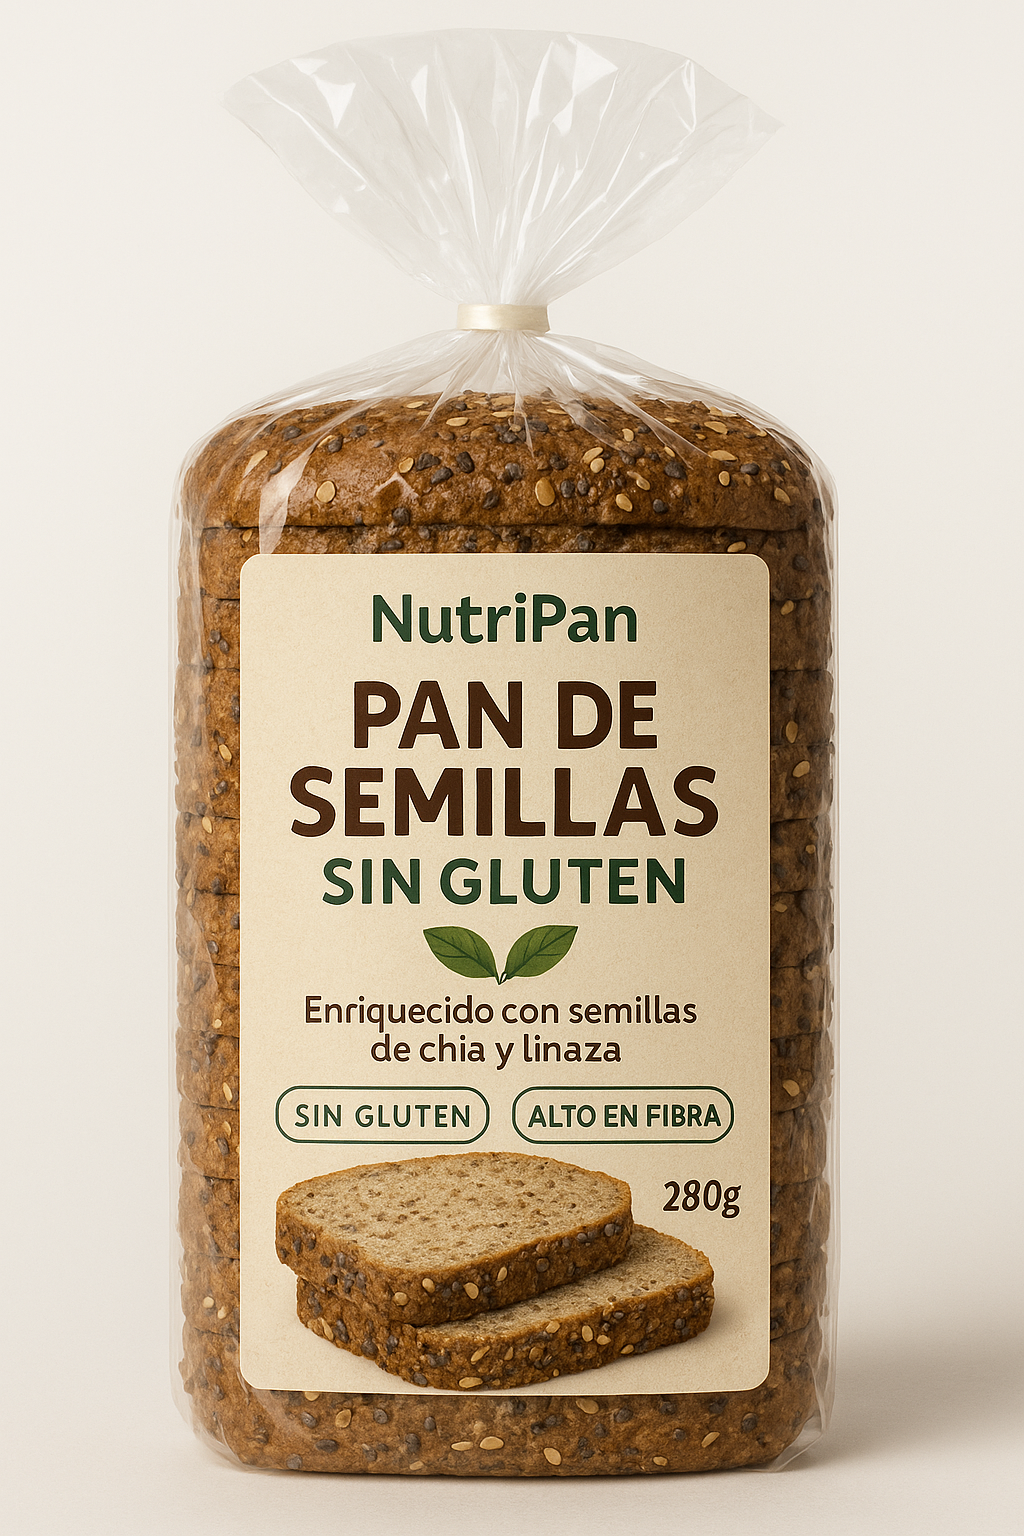 NutriPan
PAN DE
SEMILLAS
SIN GLUTEN
Enriquecido con semillas
de chia y linaza
SIN GLUTEN
ALTO EN FIBRA
280g